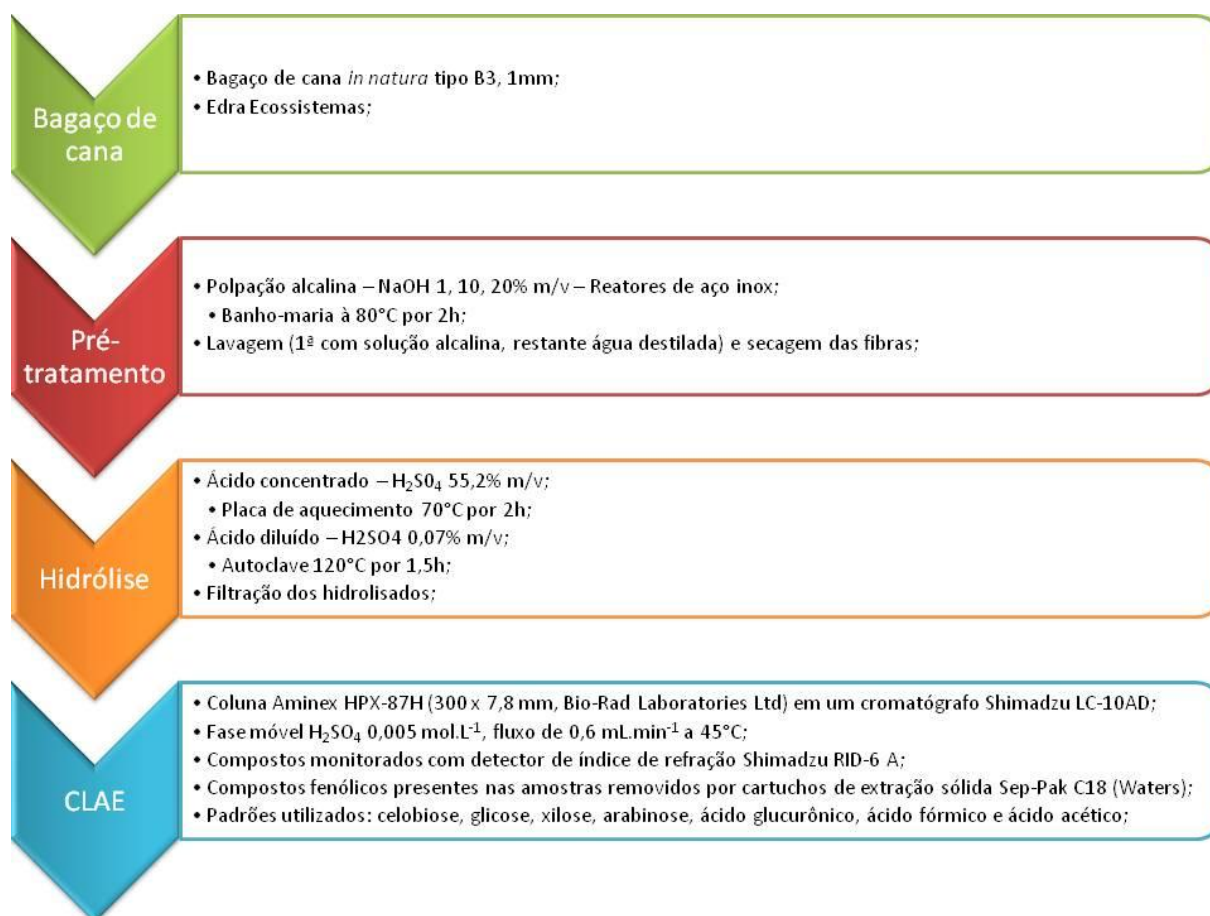 Bagaço de
cana
• Bagaço de cana in natura tipo B3, 1mm;
• Edra Ecossistemas;
Pré-
tratamento
• Polpação alcalina – NaOH 1, 10, 20% m/v – Reatores de aço inox;
• Banho-maria à 80°C por 2h;
• Lavagem (1ª com solução alcalina, restante água destilada) e secagem das fibras;
Hidrólise
• Ácido concentrado – H₂S0₄ 55,2% m/v;
• Placa de aquecimento 70°C por 2h;
• Ácido diluído – H2SO4 0,07% m/v;
• Autoclave 120°C por 1,5h;
• Filtração dos hidrolisados;
CLAE
• Coluna Aminex HPX-87H (300 x 7,8 mm, Bio-Rad Laboratories Ltd) em um cromatógrafo Shimadzu LC-10AD;
• Fase móvel H₂SO₄ 0,005 mol.L⁻¹, fluxo de 0,6 mL.min⁻¹ a 45°C;
• Compostos monitorados com detector de índice de refração Shimadzu RID-6 A;
• Compostos fenólicos presentes nas amostras removidos por cartuchos de extração sólida Sep-Pak C18 (Waters);
• Padrões utilizados: celobiose, glicose, xilose, arabinose, ácido glucurônico, ácido fórmico e ácido acético;